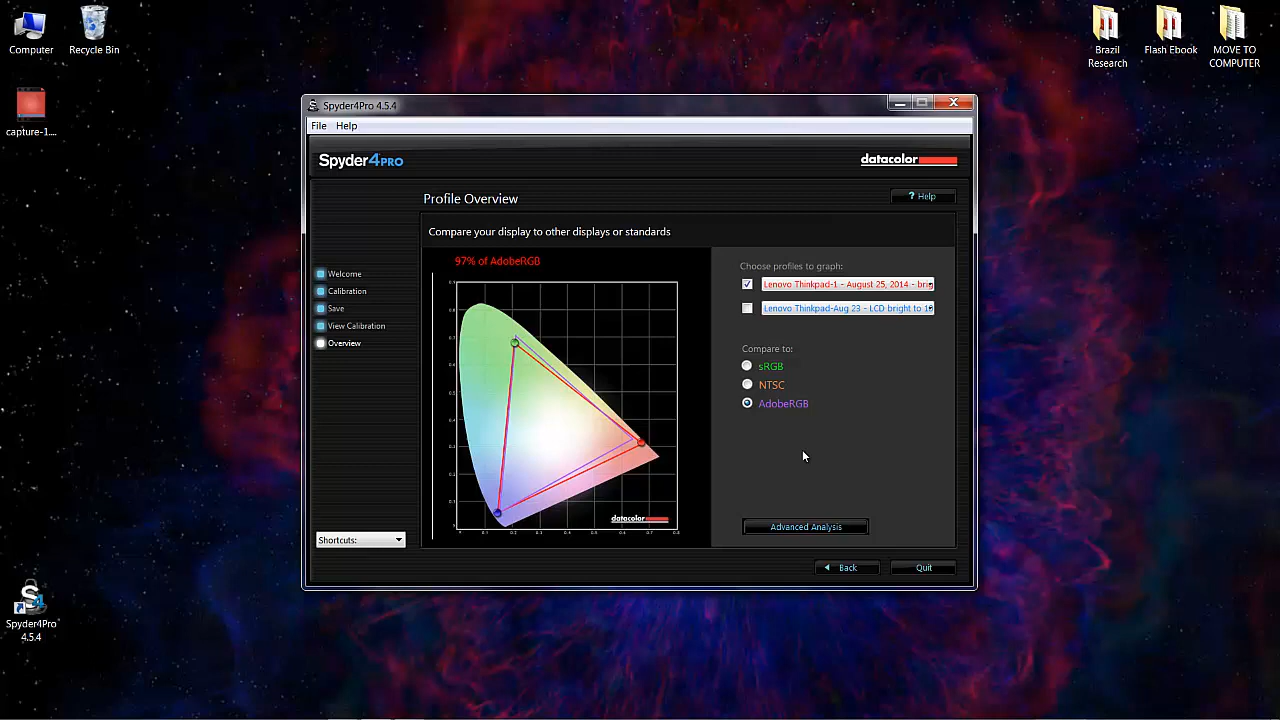 Computer
Recycle Bin
capture-1....
Spyder4Pro
4.5.4
Brazil
Research
Flash Ebook
MOVE TO
COMPUTER
Spyder4Pro 4.5.4
File Help
Spyder4PRO
datacolor
Profile Overview
? Help
Compare your display to other displays or standards
Welcome
Calibration
Save
View Calibration
Overview
Shortcuts:
97% of AdobeRGB
datacolor
Choose profiles to graph:
Lenovo Thinkpad-1 - August 25, 2014 - brig
Lenovo Thinkpad-Aug 23 - LCD bright to 10
Compare to:
sRGB
NTSC
AdobeRGB
Advanced Analysis
Back
Quit